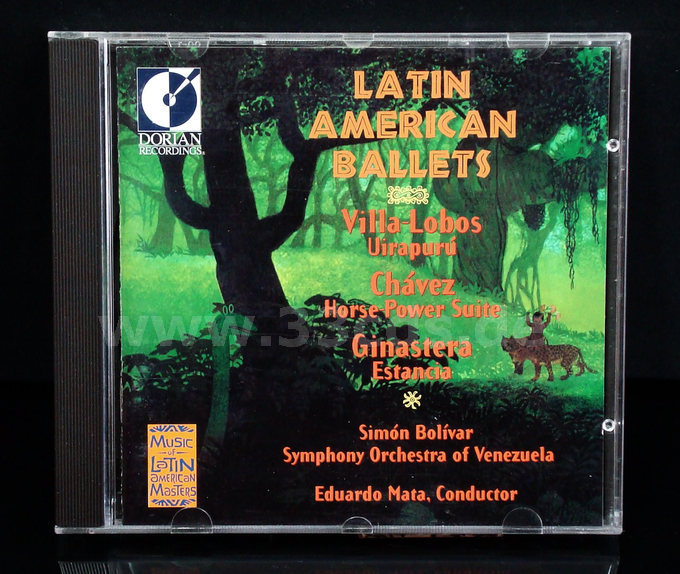 DORIAN
RECORDINGS
LATIN
AMERICAN
BALLETS
Villa-Lobos
Uirapurú
Chávez
Horse-Power Suite
Ginastera
Estancia
Simón Bolívar
Symphony Orchestra of Venezuela
Eduardo Mata, Conductor
Music
of
Latin
American
Masters